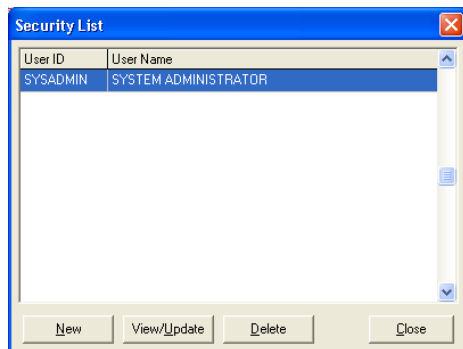 Security List
User ID User Name
SYSADMIN SYSTEM ADMINISTRATOR
New View/Update Delete Close